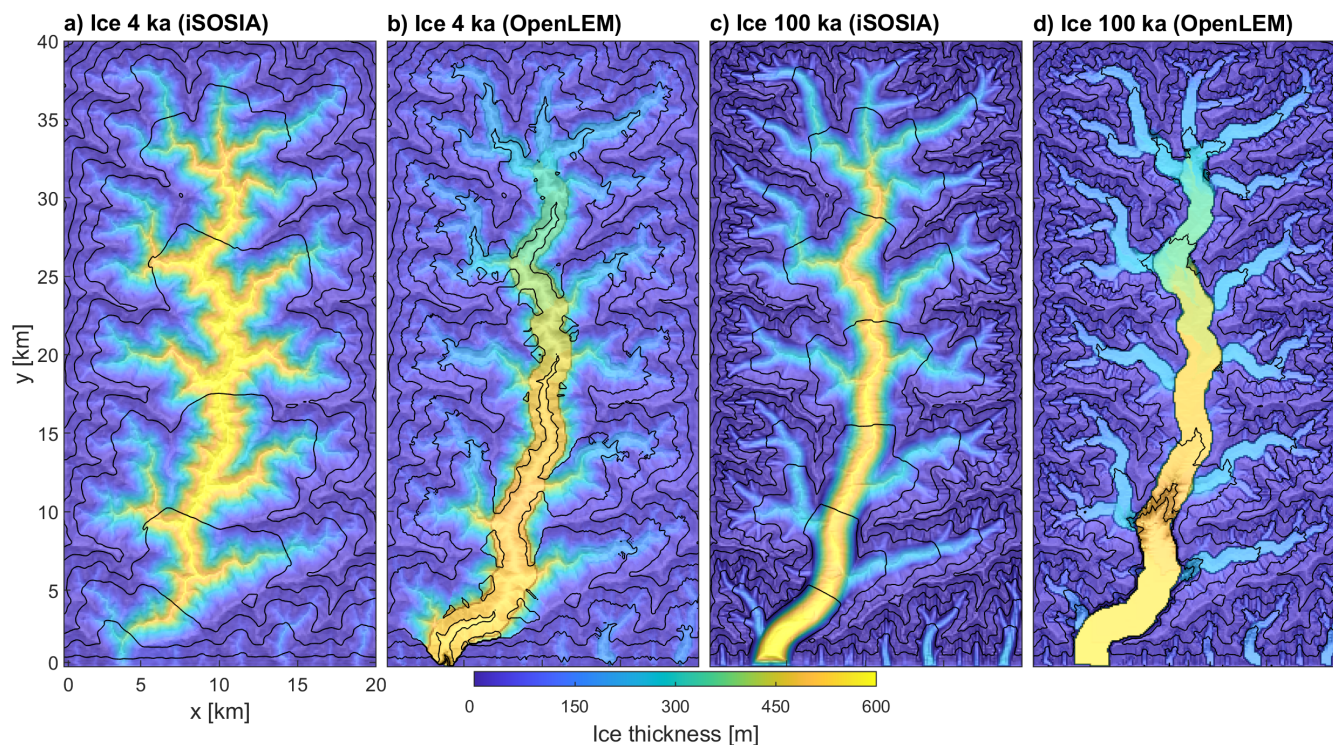 a) Ice 4 ka (iSOSIA) b) Ice 4 ka (OpenLEM) c) Ice 100 ka (iSOSIA) d) Ice 100 ka (OpenLEM)
40
35
30
25
20
15
10
5
0
y [km]
0 5 10 15 20
x [km]
0 150 300 450 600
Ice thickness [m]